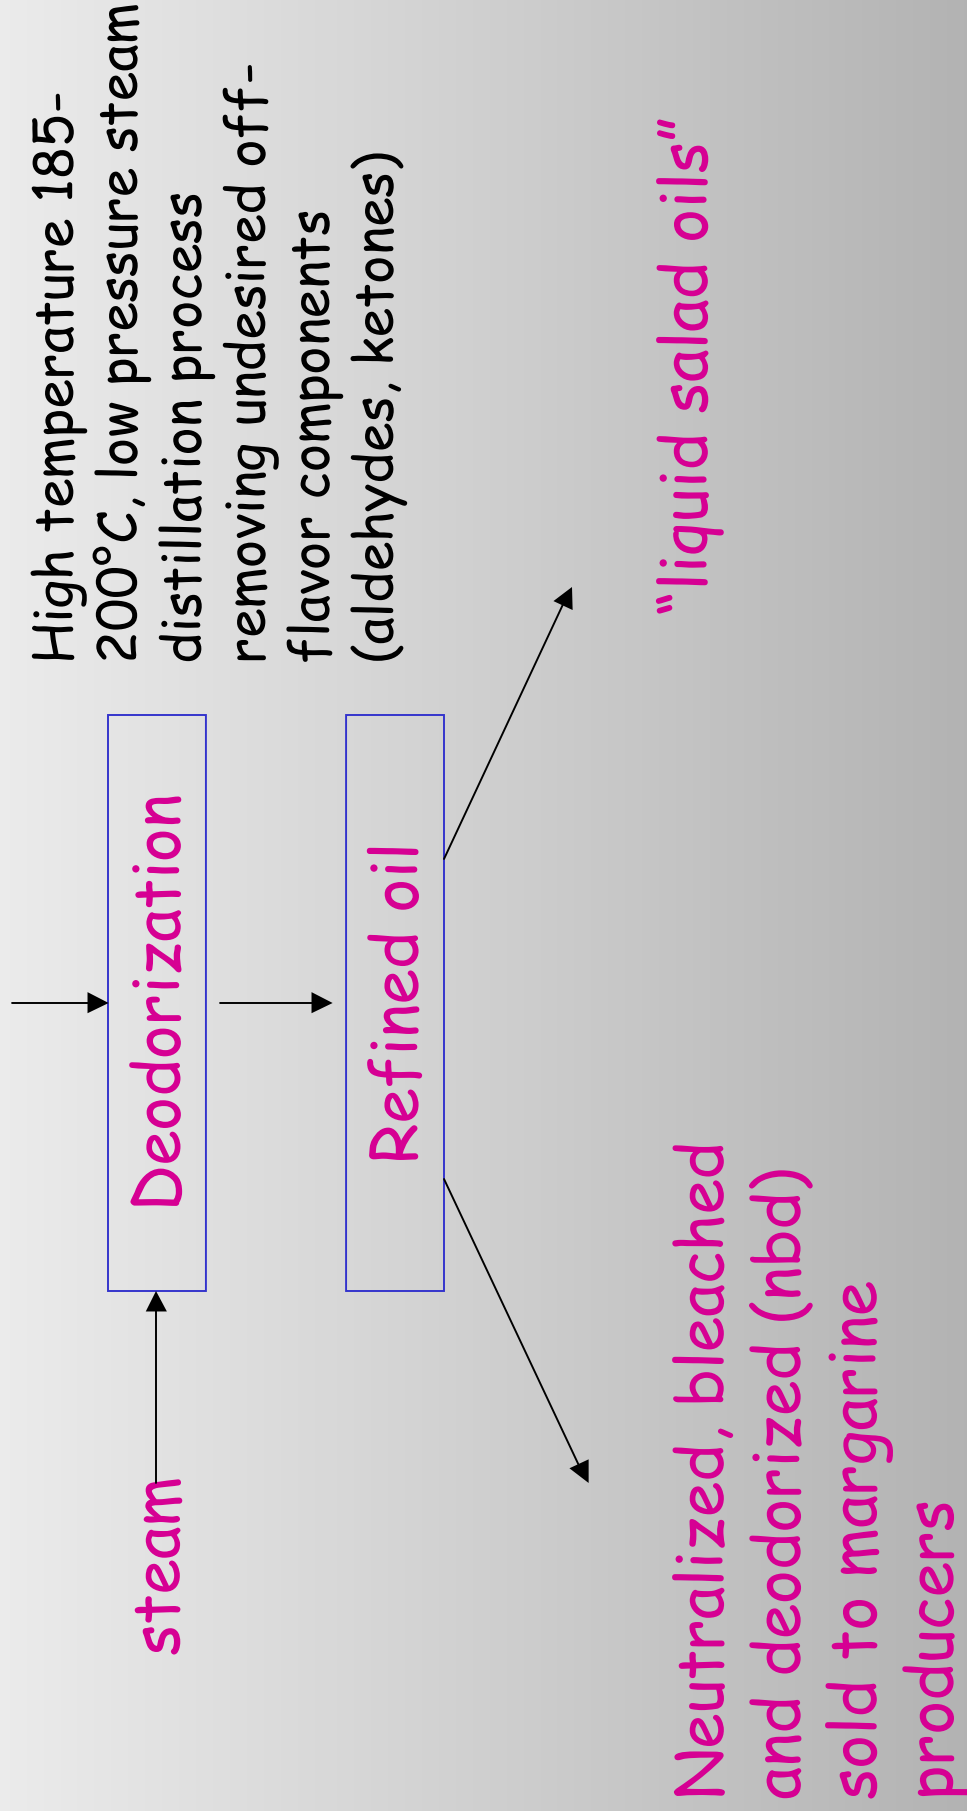 High temperature 185-
200°C, low pressure steam
distillation process
removing undesired off-
flavor components
(aldehydes, ketones)
steam
Deodorization
Refined oil
"liquid salad oils"
Neutralized, bleached
and deodorized (nbd)
sold to margarine
producers